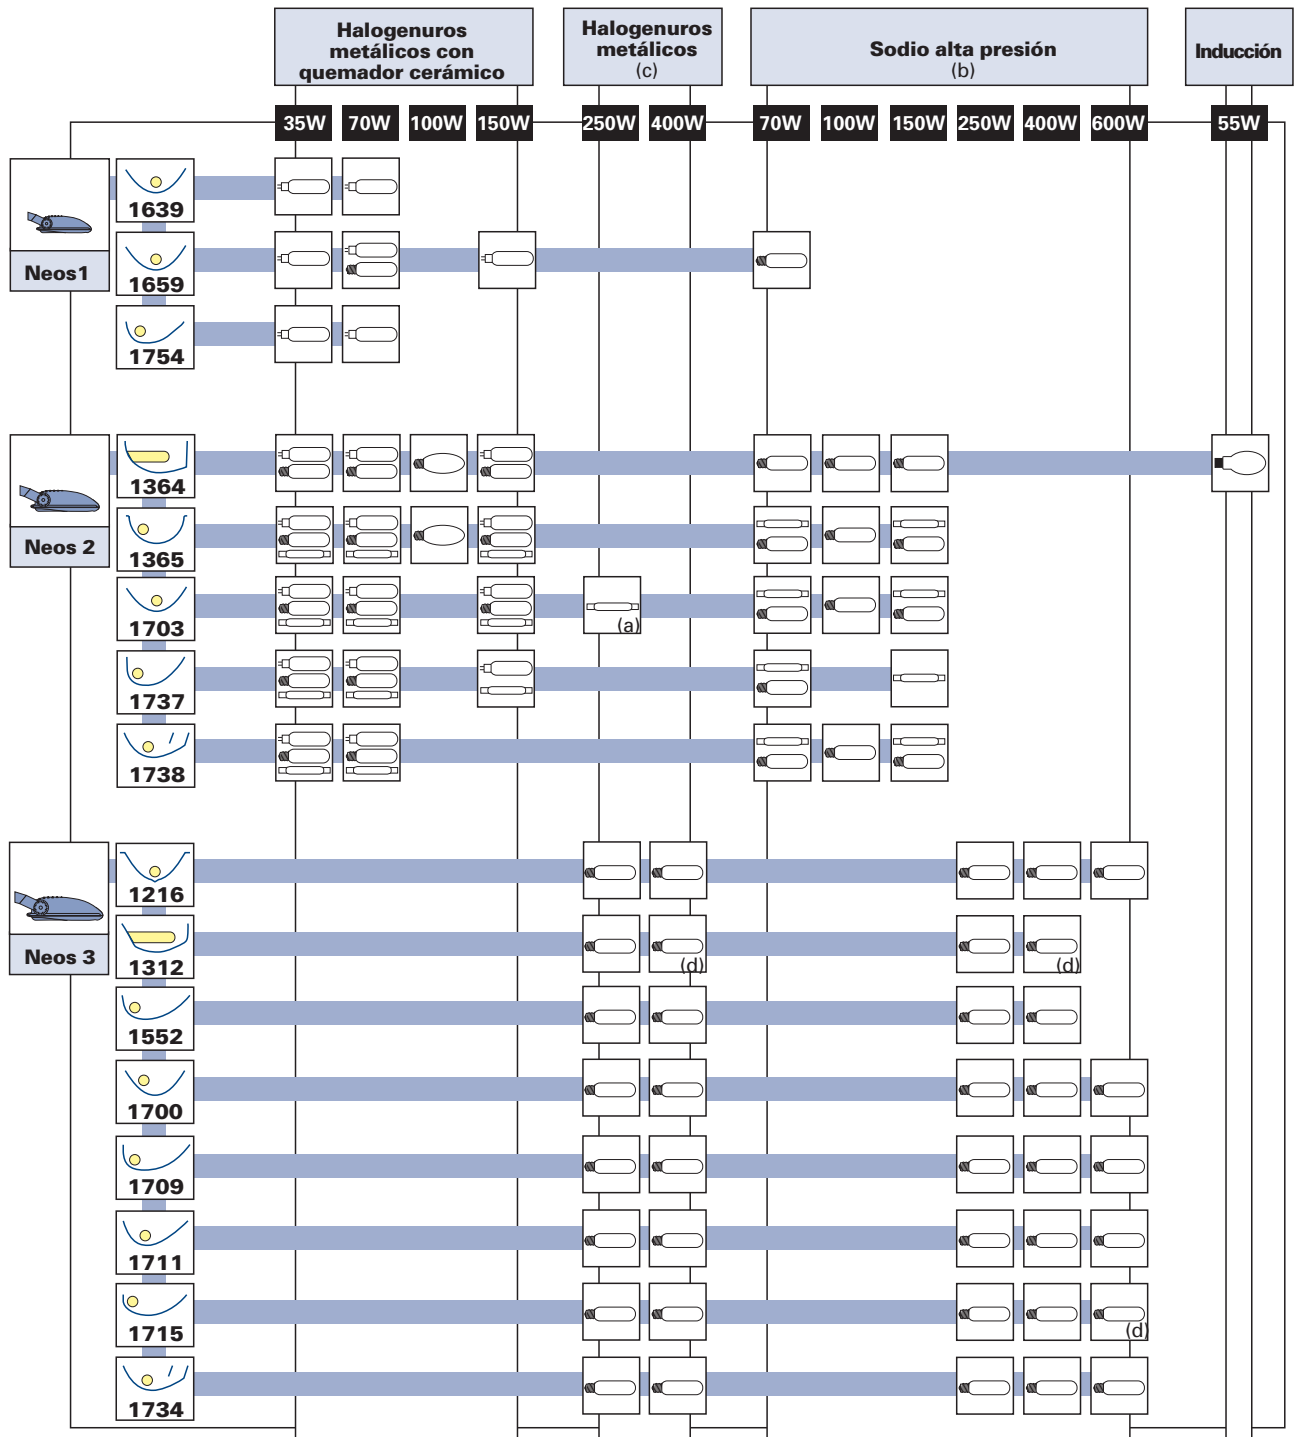 Halogenuros
metálicos con
quemador cerámico
Halogenuros
metálicos
(c)
Sodio alta presión
(b)
Inducción
35W 70W 100W 150W 250W 400W 70W 100W 150W 250W 400W 600W 55W
1639
Neos1
1659
1754
1364
Neos 2
1365
1703
(a)
1737
1738
1216
Neos 3
1312
(d) (d)
1552
1700
1709
1711
1715
(d)
1734